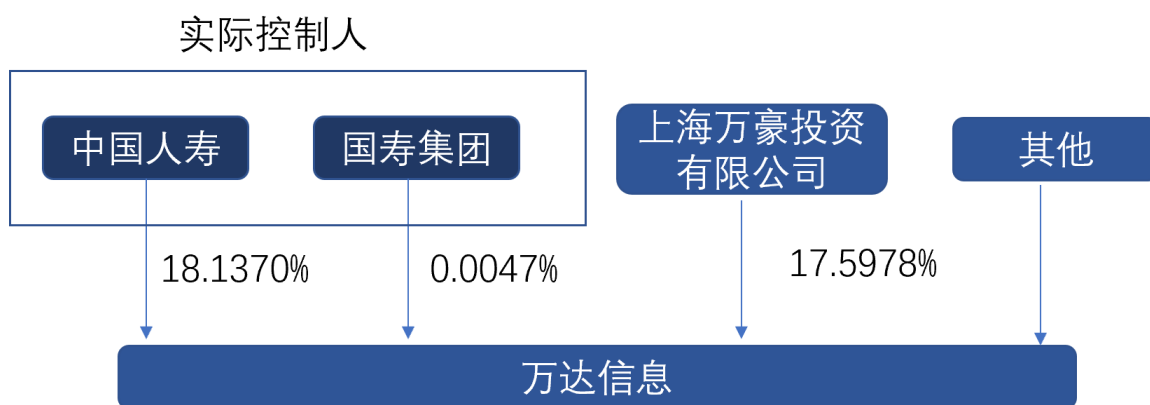 实际控制人
中国人寿
国寿集团
上海万豪投资
有限公司
其他
18.1370%
0.0047%
17.5978%
万达信息